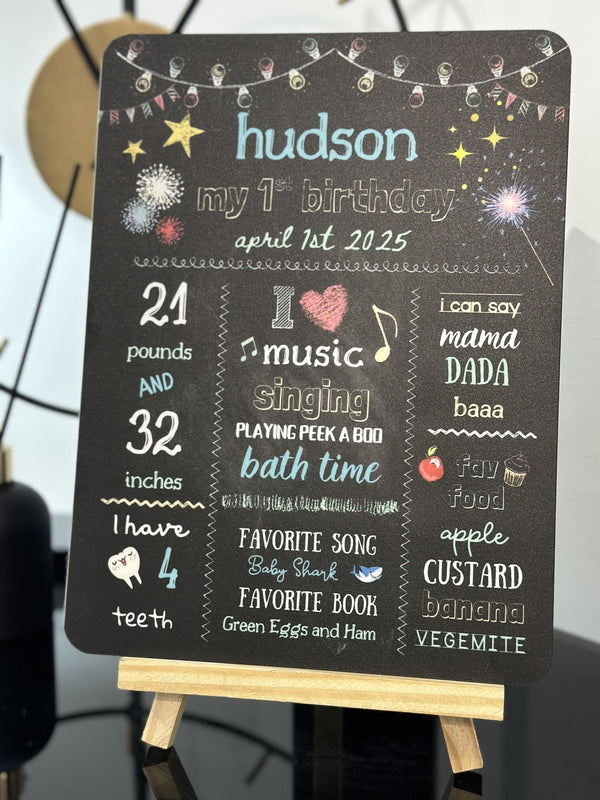 hudson
my 1st birthday
april 1st 2025
21
pounds
AND
32
inches
I have
4
teeth
I
music
singing
PLAYING PEEK A BOO
bath time
FAVORITE SONG
Baby Shark
FAVORITE BOOK
Green Eggs and Ham
i can say
mama
DADA
baaa
fav
food
apple
CUSTARD
banana
VEGEMITE